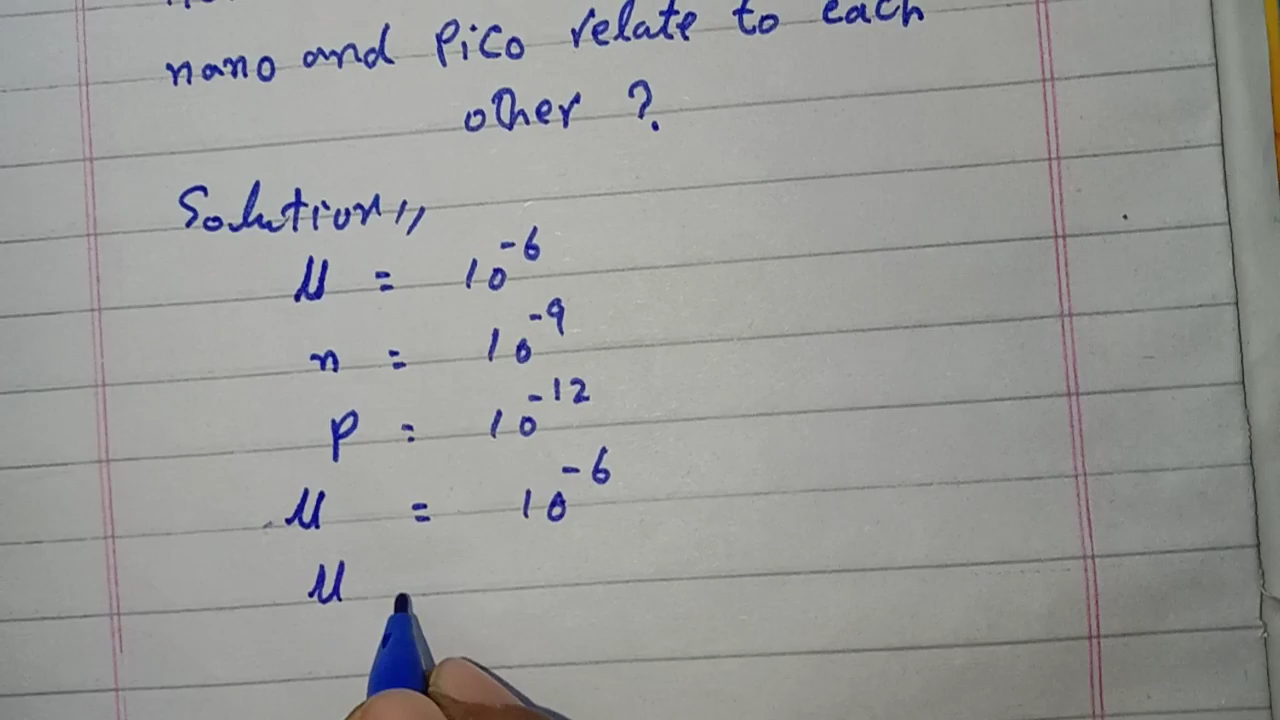 nano and pico relate to each
other ?
Solution,,
μ = 10⁻⁶
n = 10⁻⁹
p = 10⁻¹²
μ = 10⁻⁶
μ